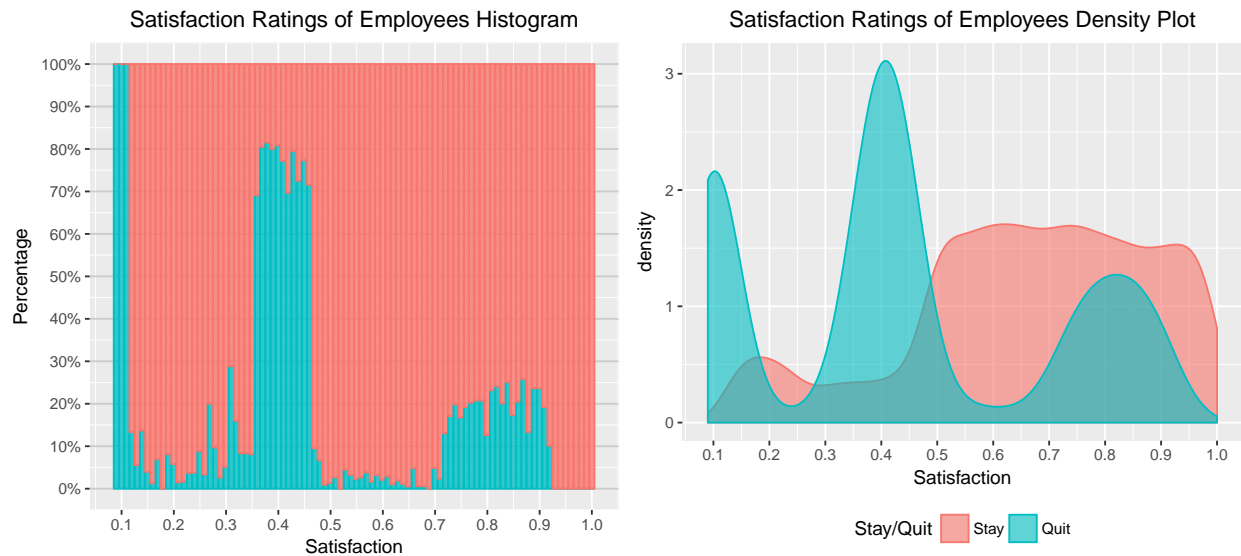 Satisfaction Ratings of Employees Histogram
100%
90%
80%
70%
60%
50%
40%
30%
20%
10%
0%
Percentage
0.1 0.2 0.3 0.4 0.5 0.6 0.7 0.8 0.9 1.0
Satisfaction
Satisfaction Ratings of Employees Density Plot
3
2
1
0
density
0.1 0.2 0.3 0.4 0.5 0.6 0.7 0.8 0.9 1.0
Satisfaction
Stay/Quit Stay Quit